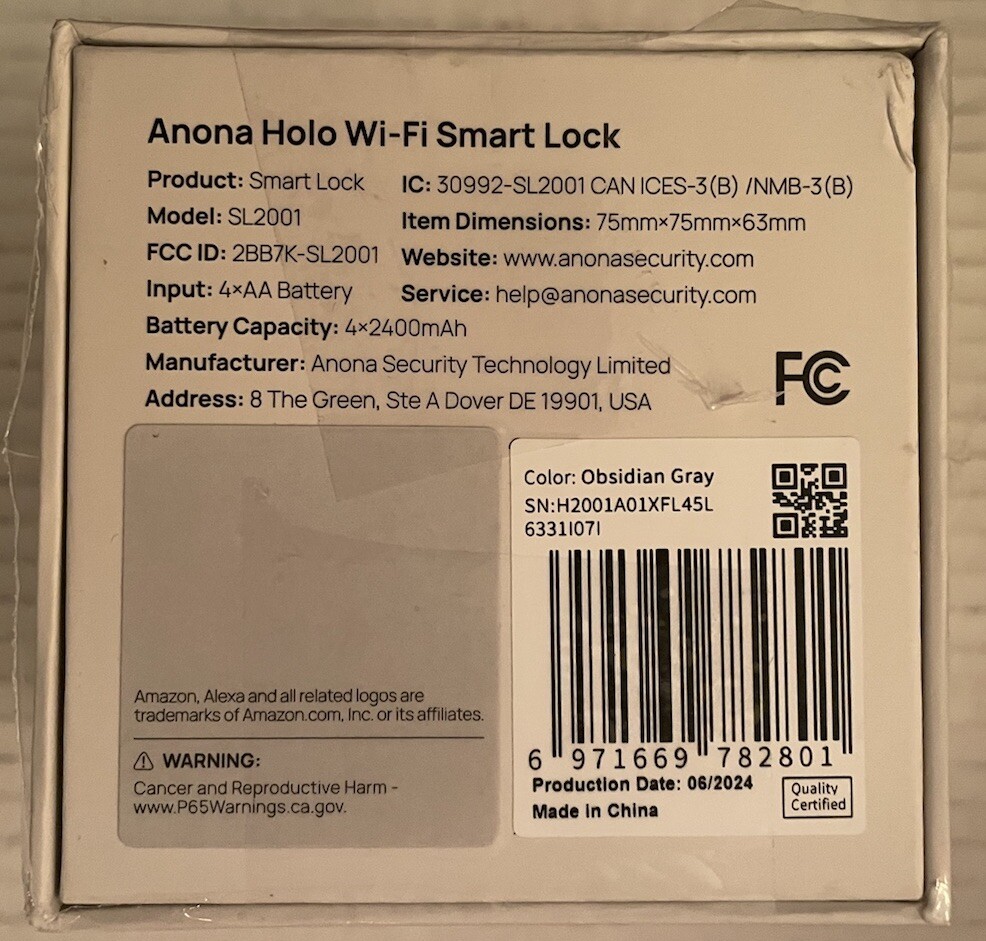 Anona Holo Wi-Fi Smart Lock
Product: Smart Lock
IC: 30992-SL2001 CAN ICES-3(B) /NMB-3(B)
Model: SL2001
Item Dimensions: 75mm×75mm×63mm
FCC ID: 2BB7K-SL2001
Website: www.anonasecurity.com
Input: 4×AA Battery
Service: help@anonasecurity.com
Battery Capacity: 4×2400mAh
Manufacturer: Anona Security Technology Limited
Address: 8 The Green, Ste A Dover DE 19901, USA
FC
Amazon, Alexa and all related logos are
trademarks of Amazon.com, Inc. or its affiliates.
⚠ WARNING:
Cancer and Reproductive Harm -
www.P65Warnings.ca.gov.
Color: Obsidian Gray
SN:H2001A01XFL45L
6331I07I
6 971669 782801
Production Date: 06/2024
Made in China
Quality
Certified